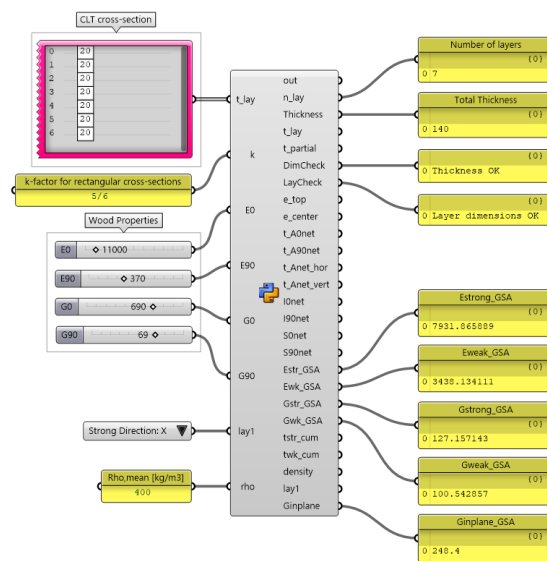 CLT cross-section
0 20
1 20
2 20
3 20
4 20
5 20
6 20
k-factor for rectangular cross-sections
5/6
Wood Properties
E0 11000
E90 370
G0 690
G90 69
Strong Direction: X
Rho,mean [kg/m3]
400
t_lay
k
E0
E90
G0
G90
lay1
rho
out
n_lay
Thickness
t_lay
t_partial
DimCheck
LayCheck
e_top
e_center
t_A0net
t_A90net
t_Anet_hor
t_Anet_vert
I0net
I90net
S0net
S90net
Estr_GSA
Ewk_GSA
Gstr_GSA
Gwk_GSA
tstr_cum
twk_cum
density
lay1
Ginplane
Number of layers
{0}
0 7
Total Thickness
{0}
0 140
{0}
0 Thickness OK
{0}
0 Layer dimensions OK
Estrong_GSA
{0}
0 7931.865889
Eweak_GSA
{0}
0 3438.134111
Gstrong_GSA
{0}
0 127.157143
Gweak_GSA
{0}
0 100.542857
Ginplane_GSA
{0}
0 248.4